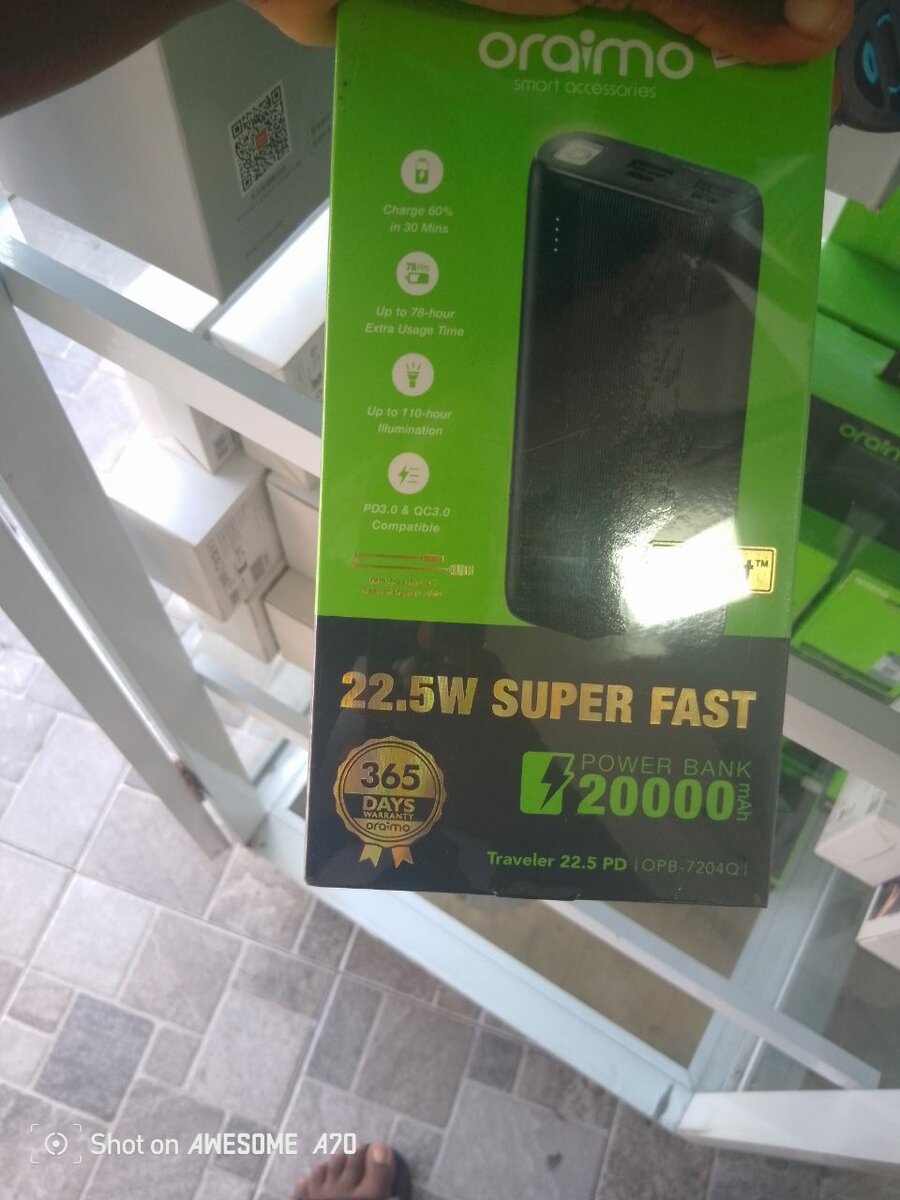 oraimo
smart accessories
Charge 60%
in 30 Mins
78Hrs
Up to 78-hour
Extra Usage Time
Up to 110-hour
Illumination
PD3.0 & QC3.0
Compatible
+™
22.5W SUPER FAST
365
DAYS
WARRANTY
oraimo
POWER BANK
20000mAh
Traveler 22.5 PD |OPB-7204Q|
Shot on AWESOME A70